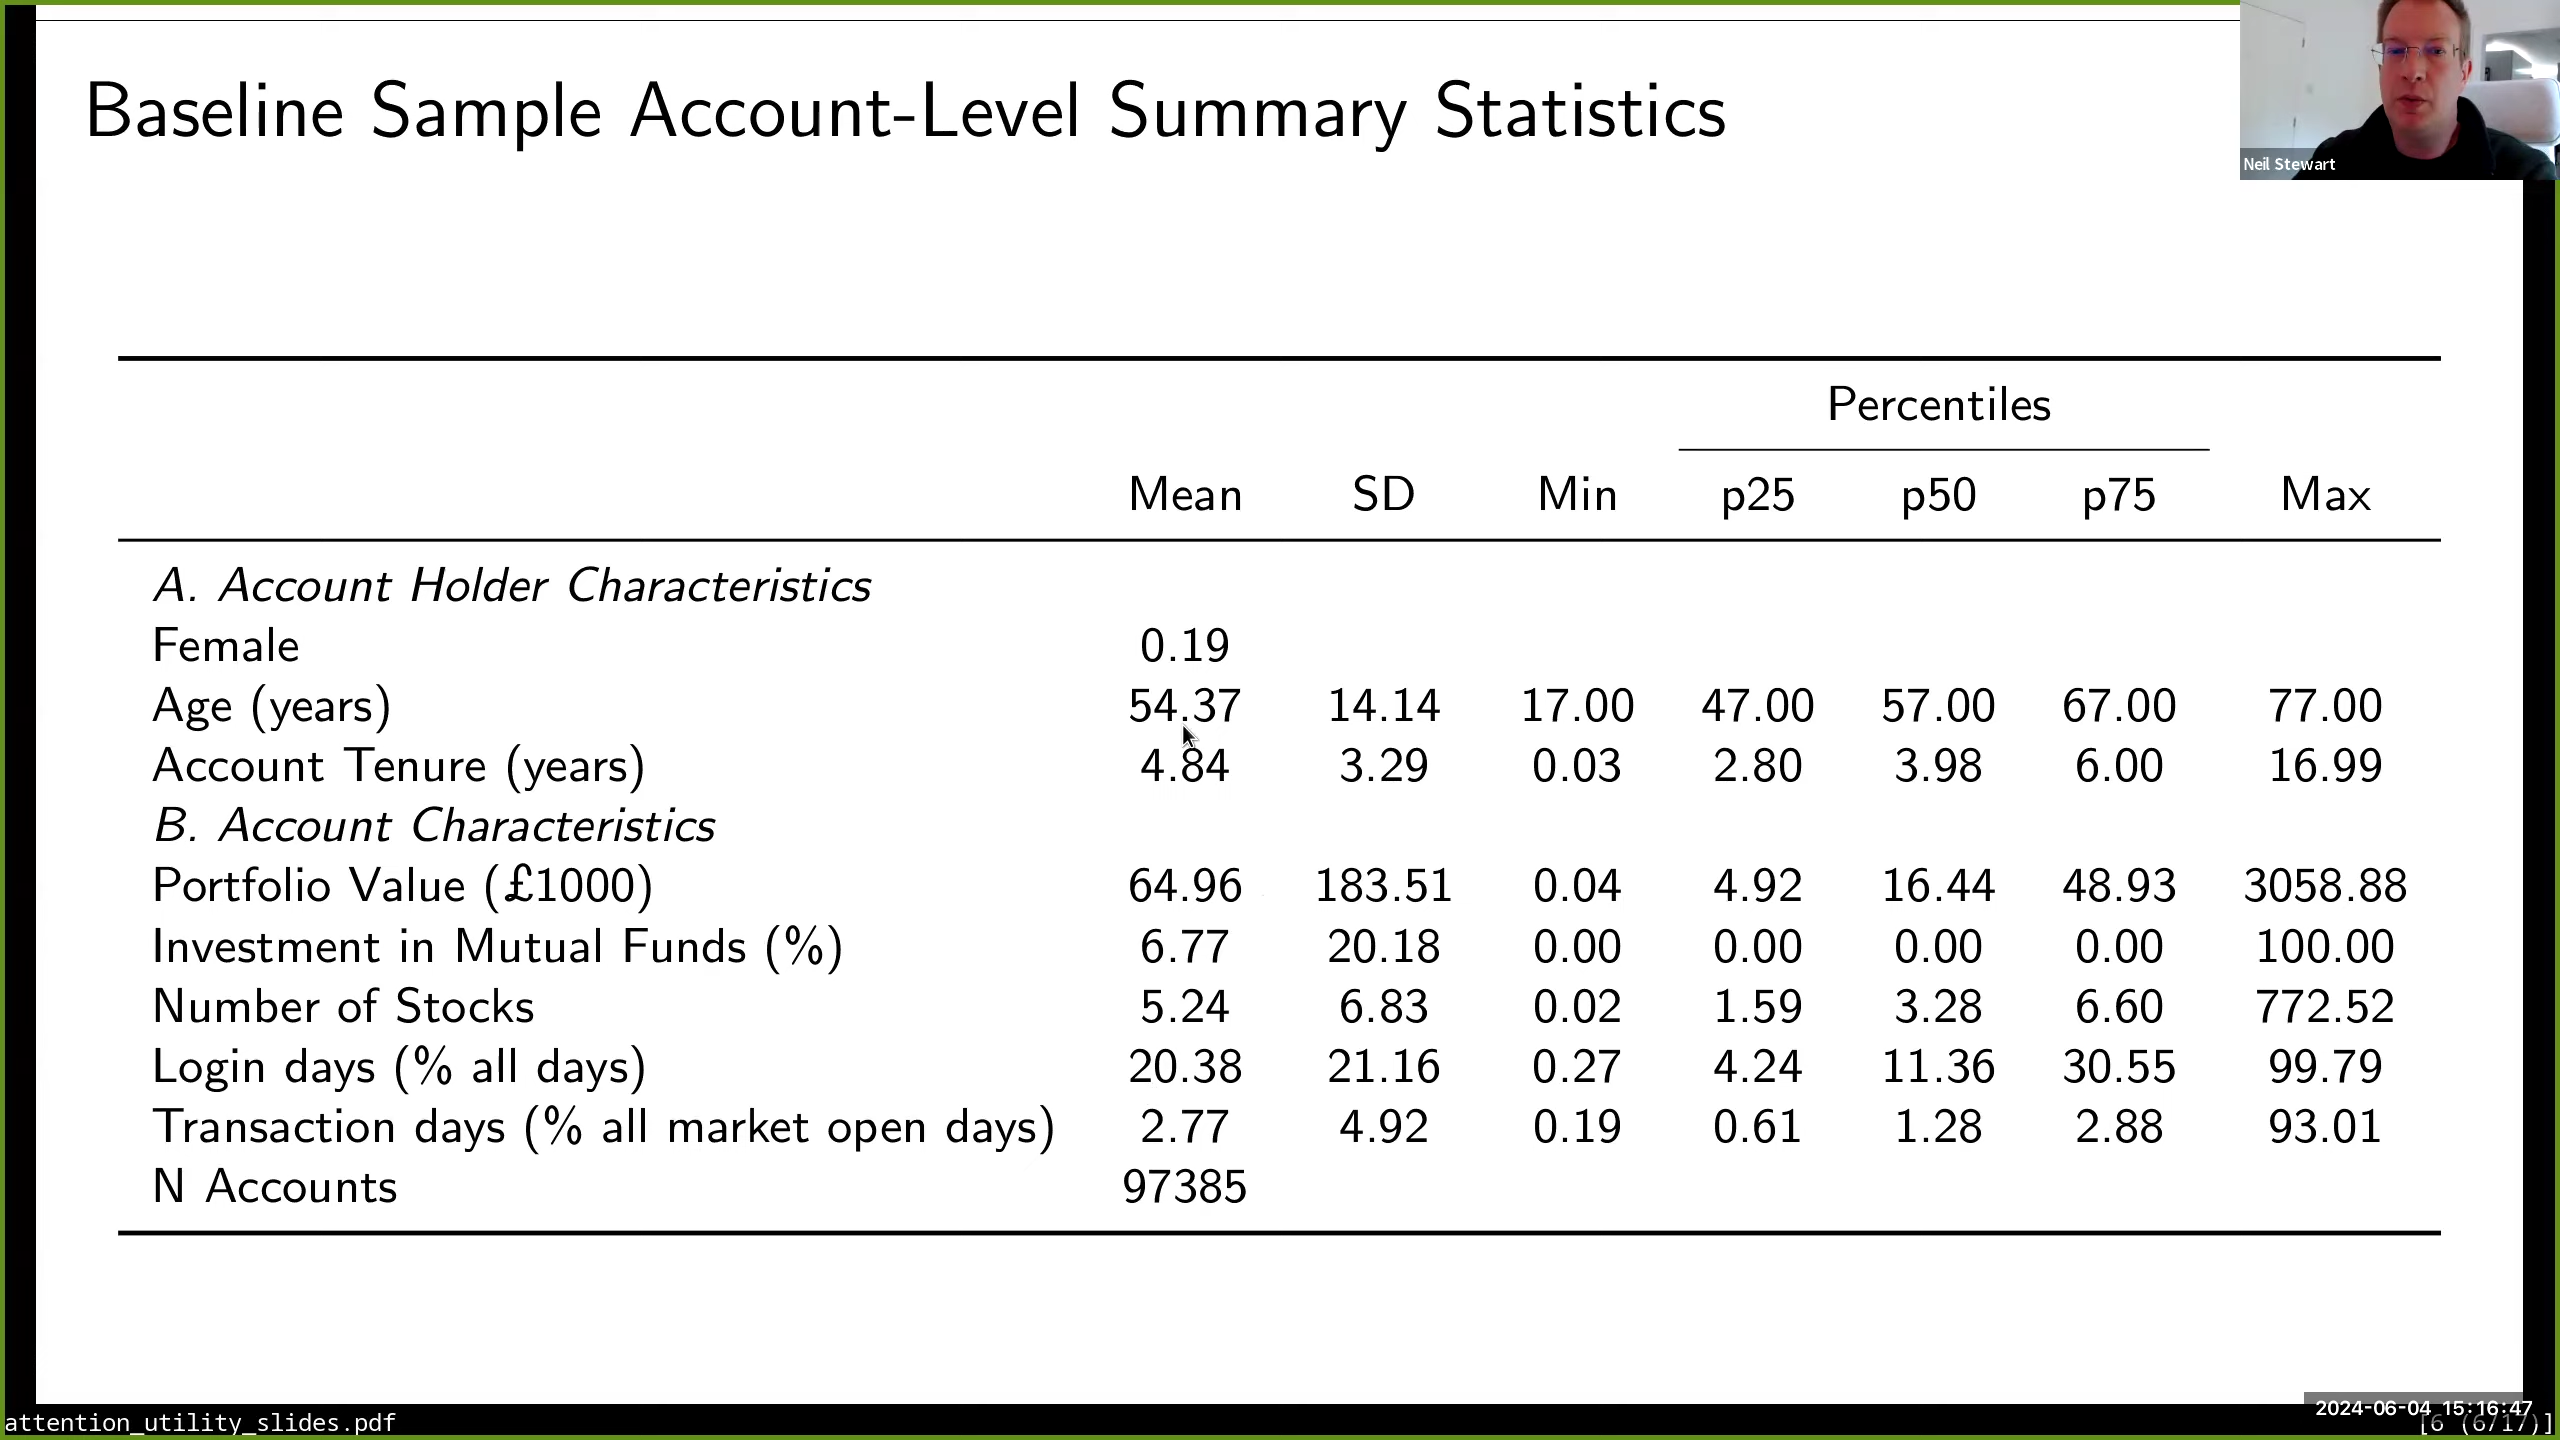 Baseline Sample Account-Level Summary Statistics
Neil Stewart
Percentiles
Mean SD Min p25 p50 p75 Max
A. Account Holder Characteristics
Female 0.19
Age (years) 54.37 14.14 17.00 47.00 57.00 67.00 77.00
Account Tenure (years) 4.84 3.29 0.03 2.80 3.98 6.00 16.99
B. Account Characteristics
Portfolio Value (£1000) 64.96 183.51 0.04 4.92 16.44 48.93 3058.88
Investment in Mutual Funds (%) 6.77 20.18 0.00 0.00 0.00 0.00 100.00
Number of Stocks 5.24 6.83 0.02 1.59 3.28 6.60 772.52
Login days (% all days) 20.38 21.16 0.27 4.24 11.36 30.55 99.79
Transaction days (% all market open days) 2.77 4.92 0.19 0.61 1.28 2.88 93.01
N Accounts 97385
2024-06-04 15:16:47
attention_utility_slides.pdf [6 (6/17)]